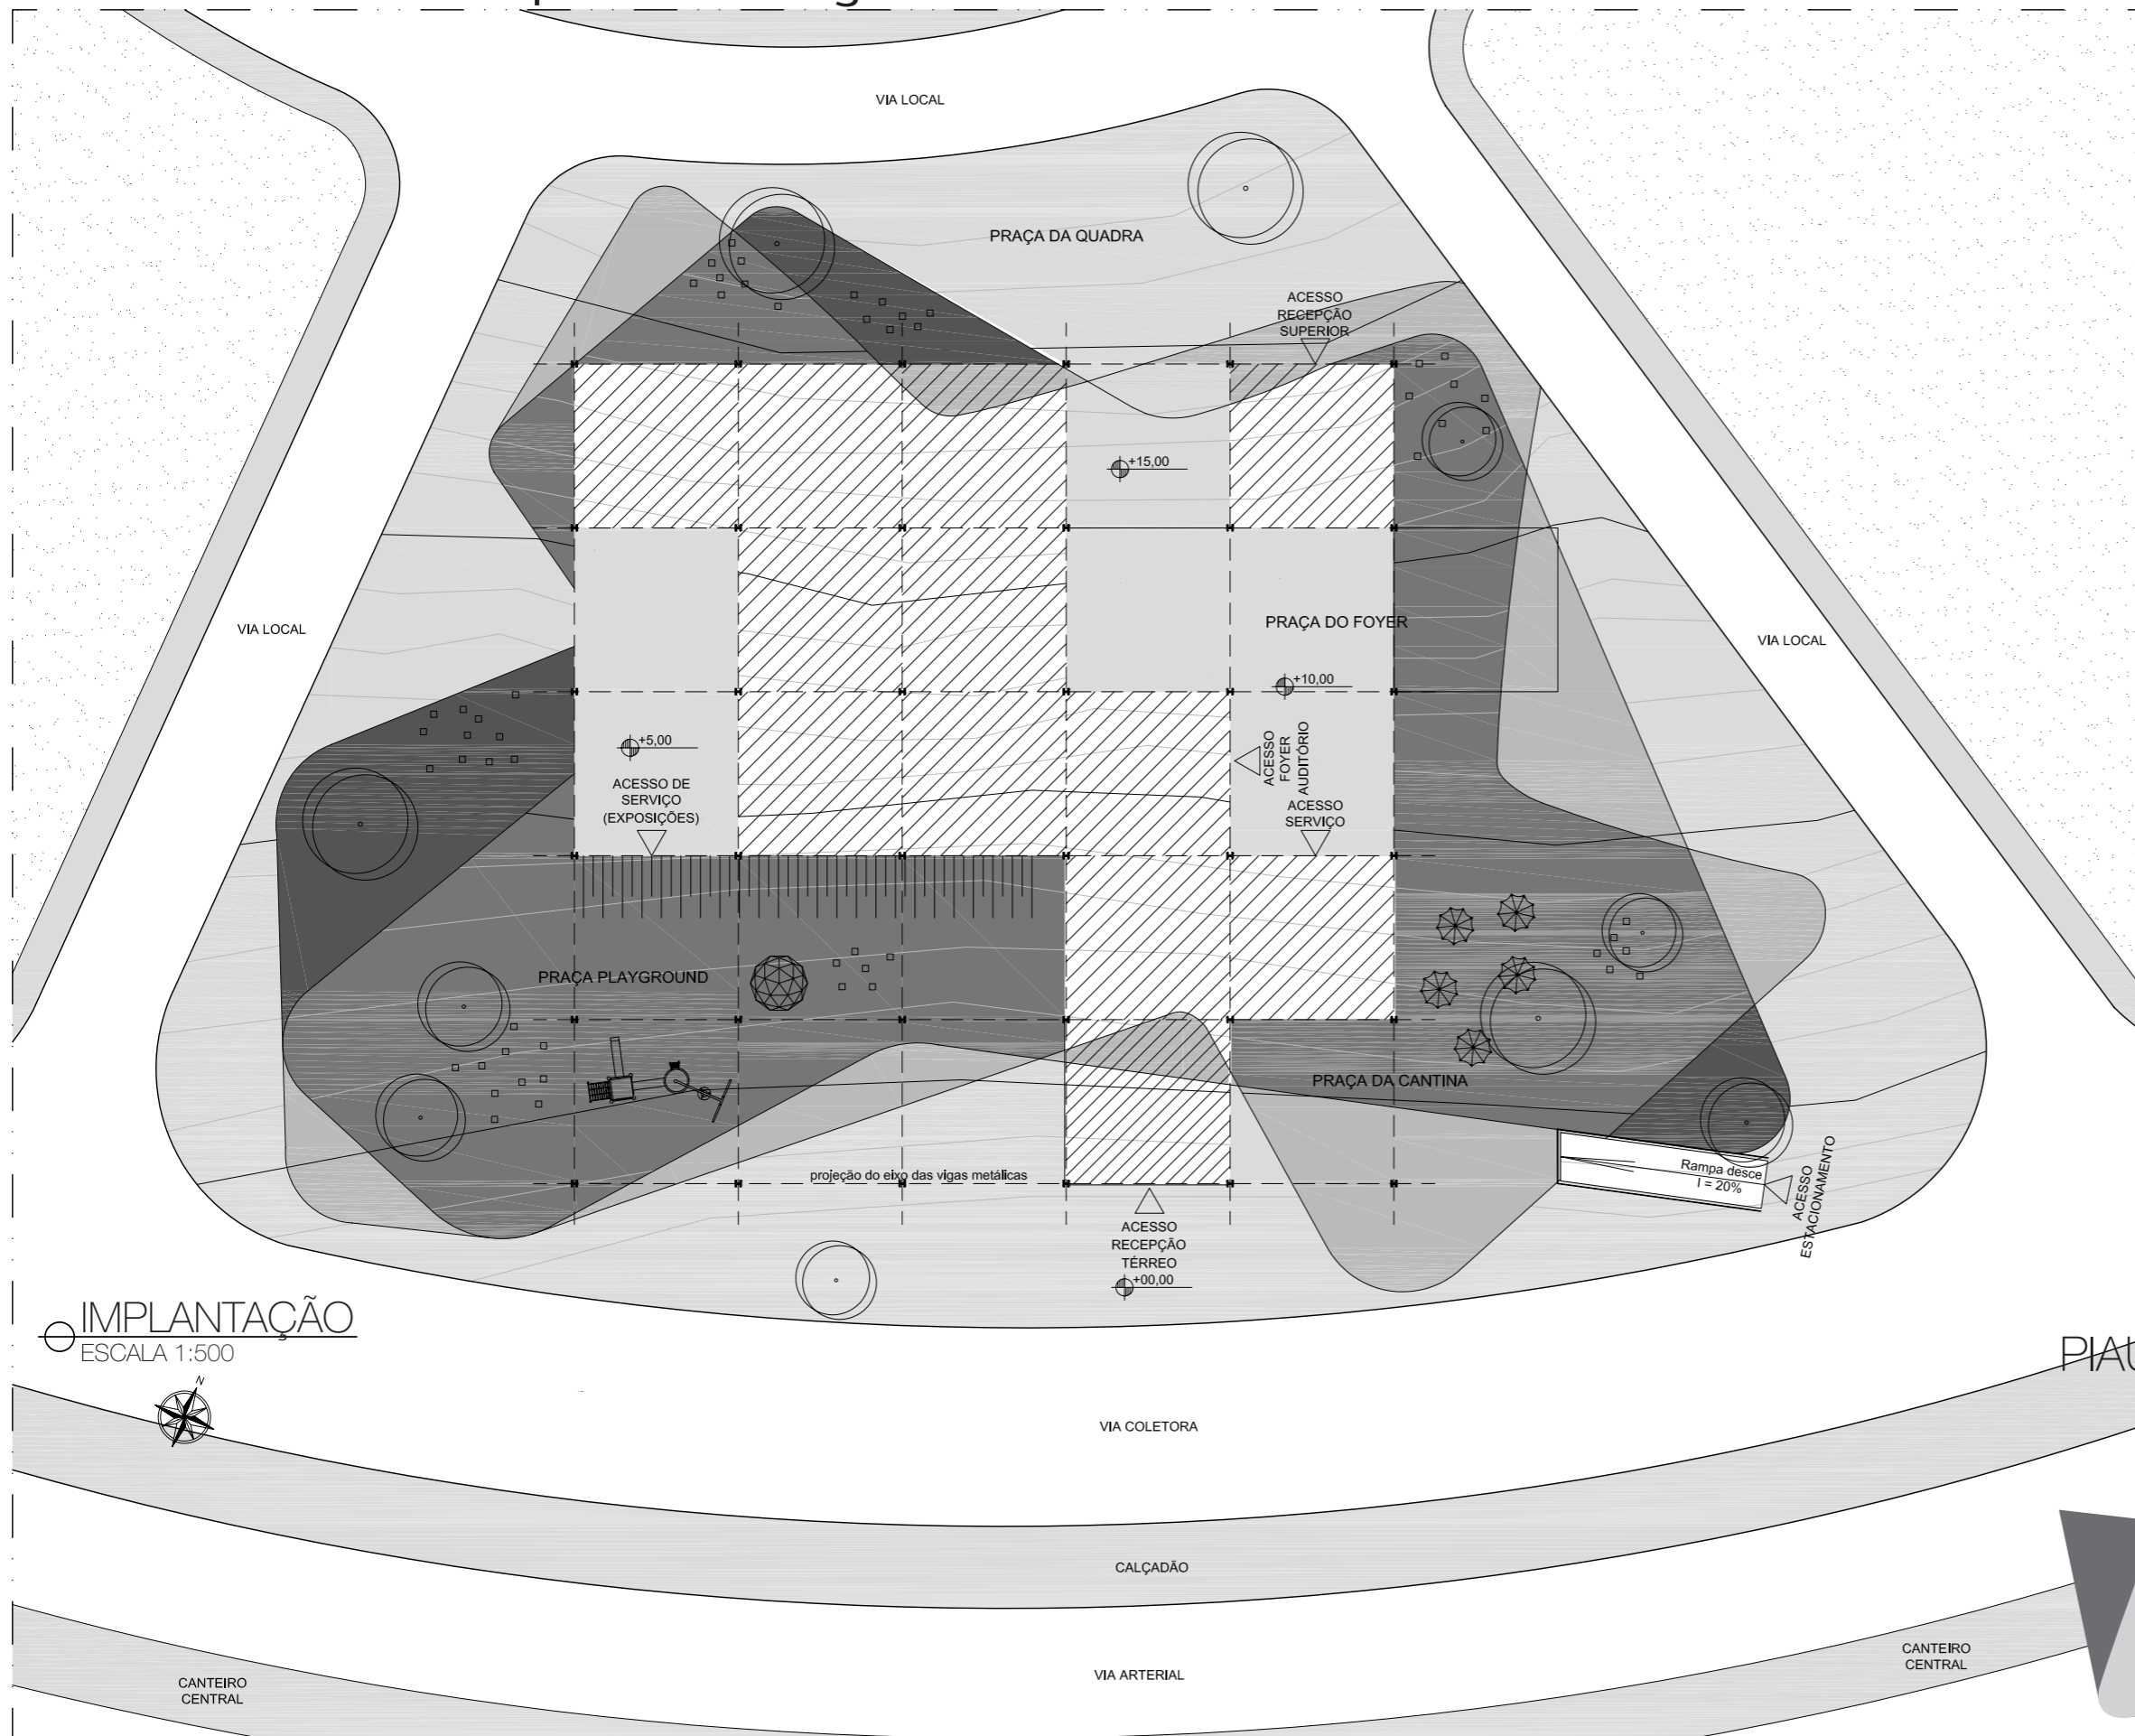 VIA LOCAL
PRAÇA DA QUADRA
ACESSO
RECEPÇÃO
SUPERIOR
+15,00
VIA LOCAL
PRAÇA DO FOYER
VIA LOCAL
+10,00
+5,00
ACESSO
FOYER
AUDITÓRIO
ACESSO DE
SERVIÇO
(EXPOSIÇÕES)
ACESSO
SERVIÇO
PRAÇA PLAYGROUND
PRAÇA DA CANTINA
projeção do eixo das vigas metálicas
Rampa desce
I = 20%
ACESSO
ESTACIONAMENTO
ACESSO
RECEPÇÃO
TÉRREO
+00,00
IMPLANTAÇÃO
ESCALA 1:500
N
PIAU
VIA COLETORA
CALÇADÃO
CANTEIRO
CENTRAL
VIA ARTERIAL
CANTEIRO
CENTRAL